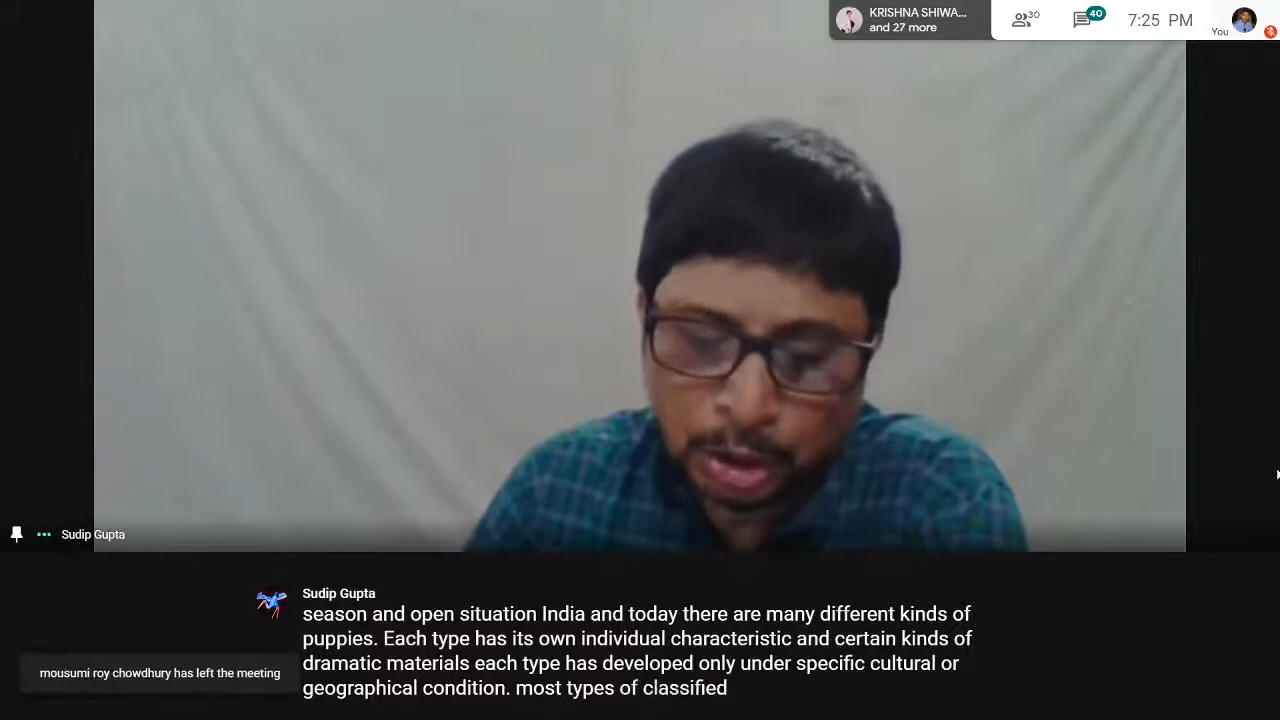 KRISHNA SHIWA...
and 27 more
30
40
7:25 PM
You
Sudip Gupta
Sudip Gupta
season and open situation India and today there are many different kinds of
puppies. Each type has its own individual characteristic and certain kinds of
dramatic materials each type has developed only under specific cultural or
geographical condition. most types of classified
mousumi roy chowdhury has left the meeting